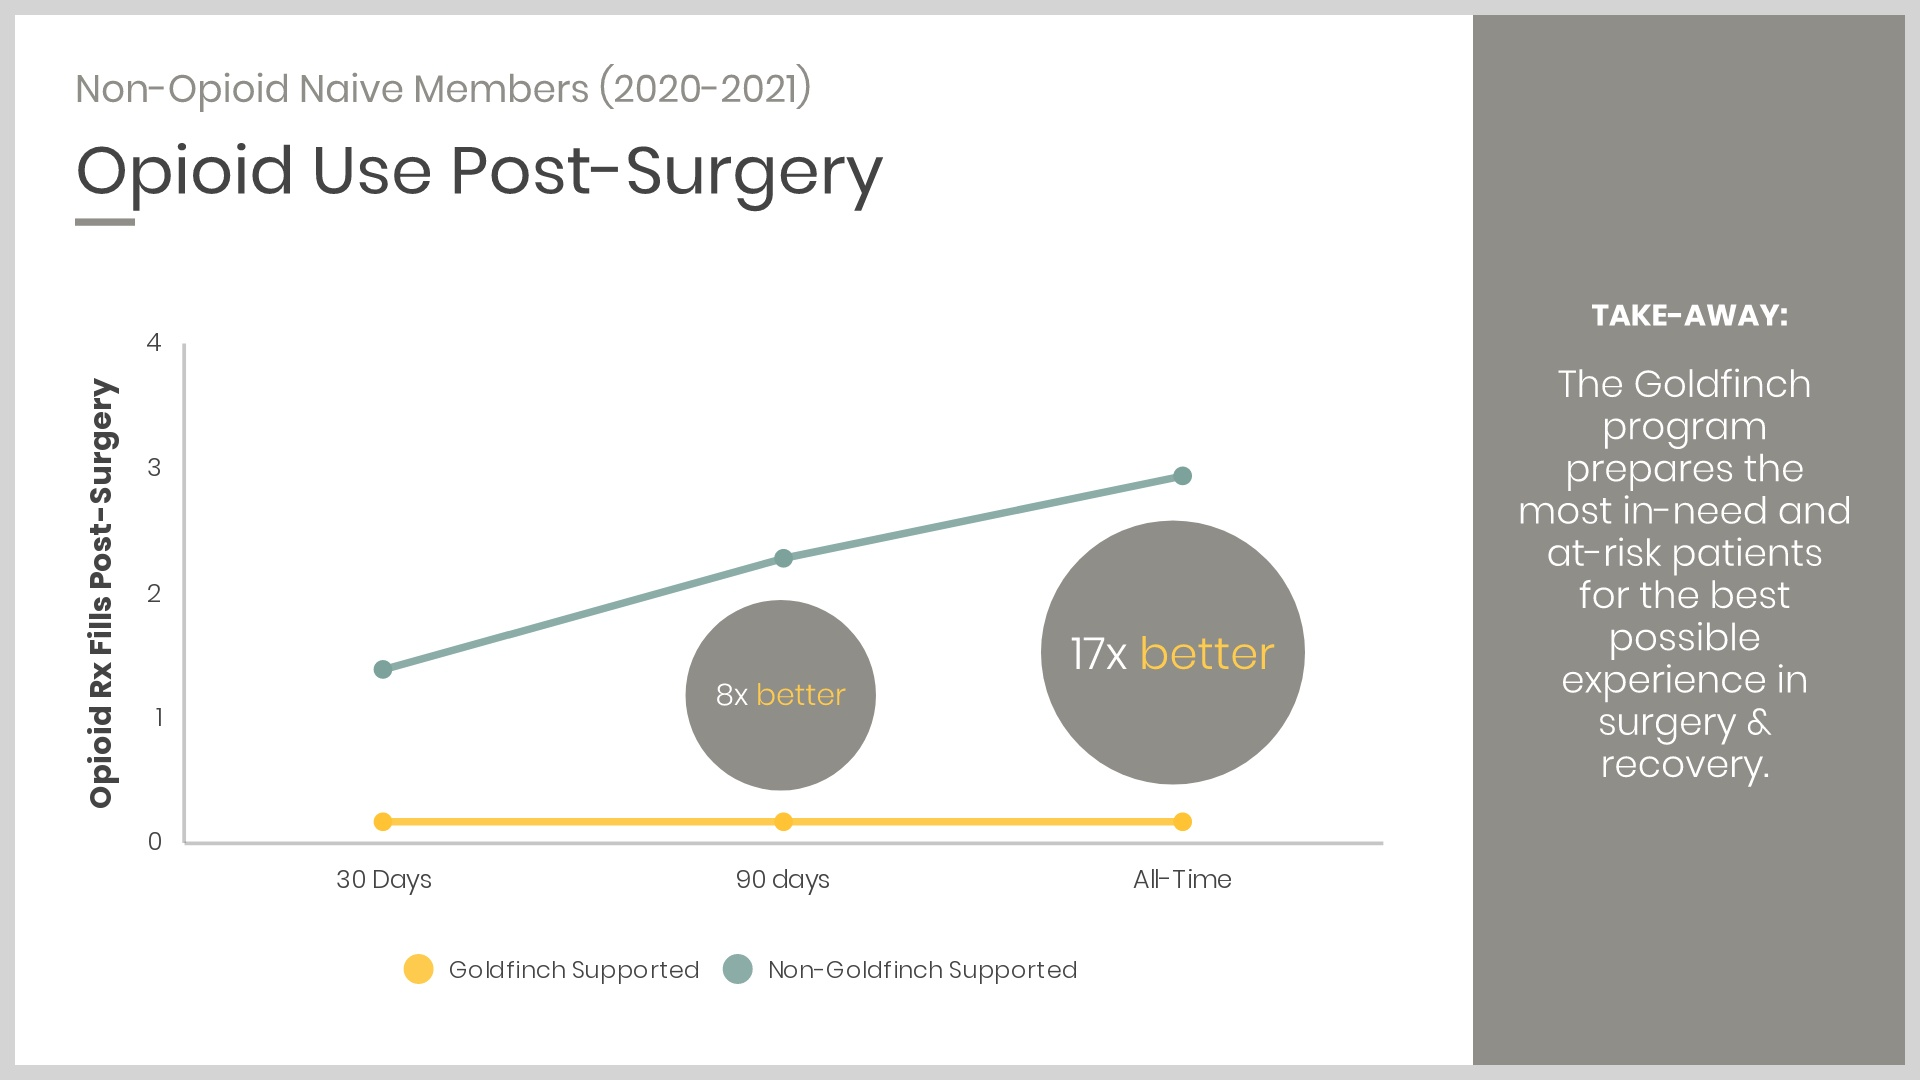 Non-Opioid Naive Members (2020-2021)
Opioid Use Post-Surgery
Opioid Rx Fills Post-Surgery
4
3
2
1
0
8x better
17x better
30 Days
90 days
All-Time
Goldfinch Supported
Non-Goldfinch Supported
TAKE-AWAY:
The Goldfinch
program
prepares the
most in-need and
at-risk patients
for the best
possible
experience in
surgery &
recovery.